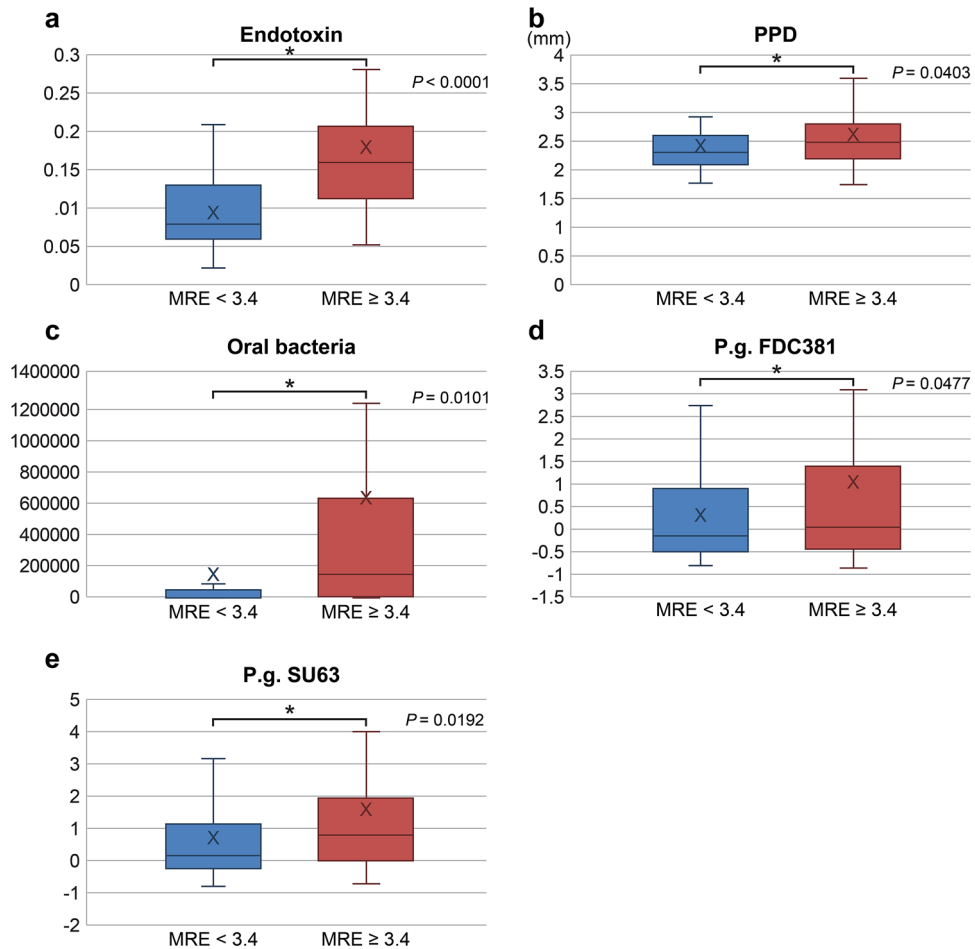 a
Endotoxin
*
P < 0.0001
0.3
0.25
0.2
0.15
.01
0.05
0
MRE < 3.4
MRE ≥ 3.4
b
(mm)
PPD
*
P = 0.0403
4
3.5
3
2.5
2
1.5
1
0.5
0
MRE < 3.4
MRE ≥ 3.4
c
Oral bacteria
*
P = 0.0101
1400000
1200000
1000000
800000
600000
400000
200000
0
MRE < 3.4
MRE ≥ 3.4
d
P.g. FDC381
*
P = 0.0477
3.5
3
2.5
2
1.5
1
0.5
0
-0.5
-1
-1.5
MRE < 3.4
MRE ≥ 3.4
e
P.g. SU63
*
P = 0.0192
5
4
3
2
1
0
-1
-2
MRE < 3.4
MRE ≥ 3.4